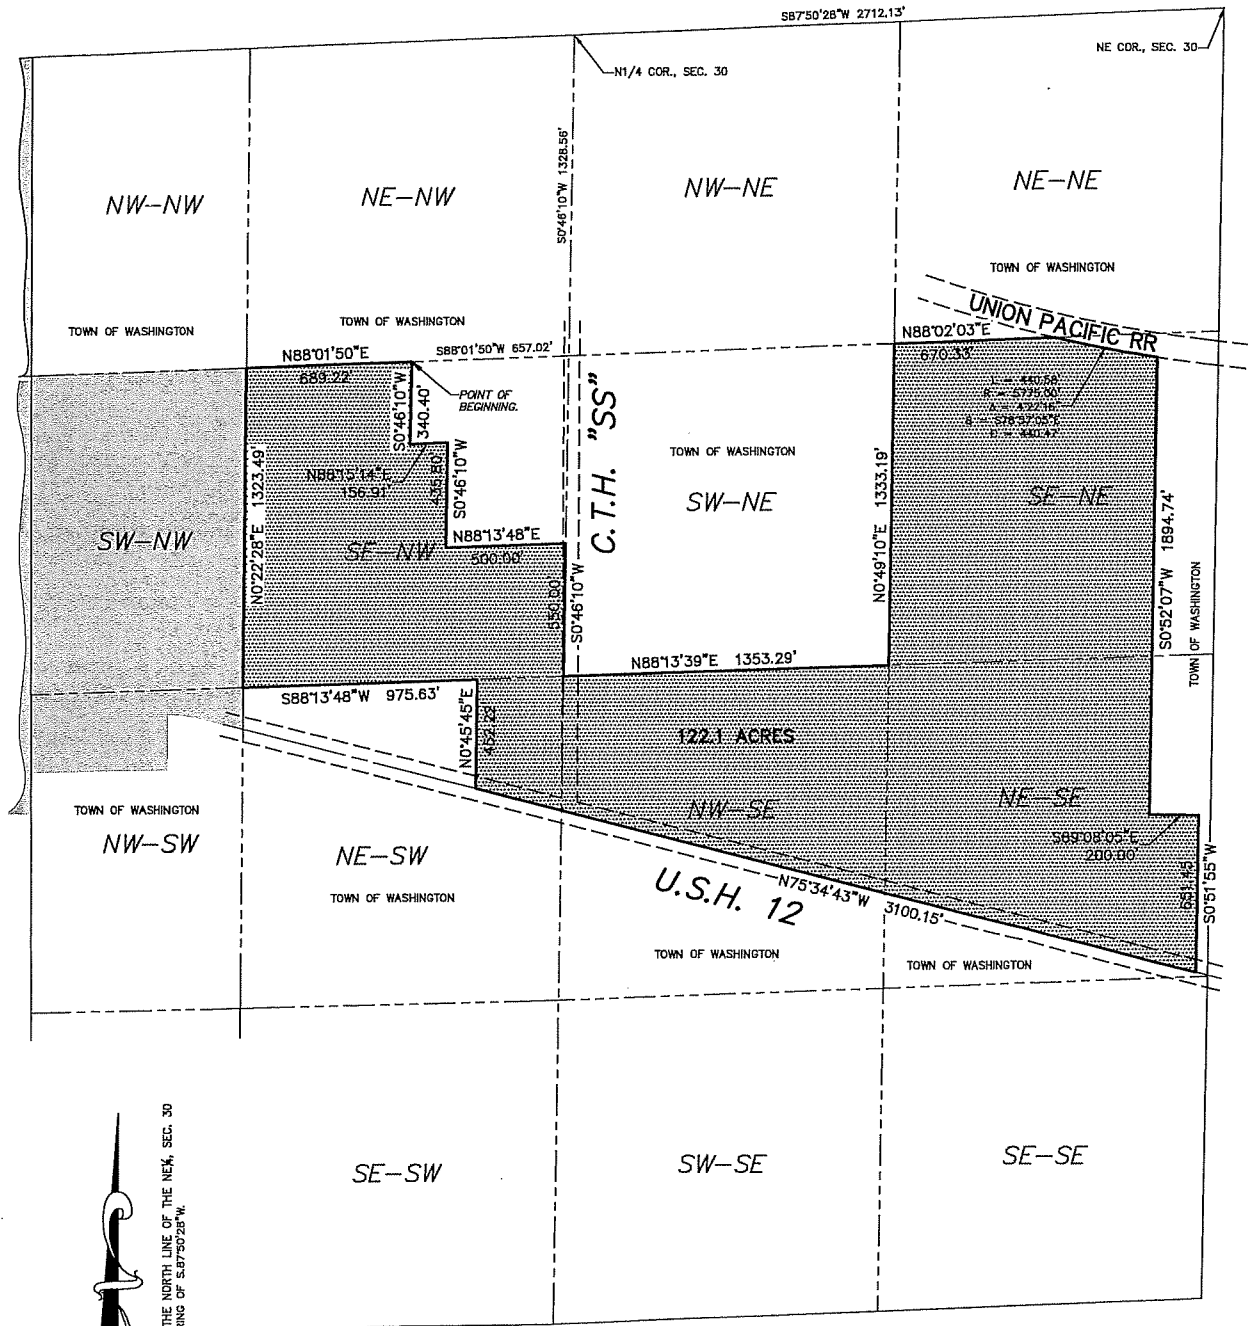 S87°50'28"W 2712.13'
N1/4 COR., SEC. 30
NE COR., SEC. 30
S0°46'10"W 1328.56'
NW-NW
NE-NW
NW-NE
NE-NE
TOWN OF WASHINGTON
TOWN OF WASHINGTON
TOWN OF WASHINGTON
UNION PACIFIC RR
N88°01'50"E
689.22'
S88°01'50"W 657.02'
N88°02'03"E
670.33'
POINT OF
BEGINNING.
S0°46'10"W
340.40'
C.T.H. "SS"
N88°15'14"E
156.91'
435.80'
S0°46'10"W
TOWN OF WASHINGTON
SW-NE
SE-NE
N0°22'28"E 1323.49'
SW-NW
SE-NW
N88°13'48"E
500.00'
550.00'
S0°46'10"W
N0°49'10"E 1333.19'
S0°52'07"W 1894.74'
TOWN OF WASHINGTON
N88°13'39"E 1353.29'
S88°13'48"W 975.63'
N0°45'45"E
452.22'
122.1 ACRES
NW-SE
NE-SE
S89°08'05"E
200.00'
651.45'
S0°51'55"W
TOWN OF WASHINGTON
NW-SW
NE-SW
TOWN OF WASHINGTON
U.S.H. 12
N75°34'43"W 3100.15'
TOWN OF WASHINGTON
TOWN OF WASHINGTON
SE-SW
SW-SE
SE-SE
THE NORTH LINE OF THE NE¼, SEC. 30
RING OF S.87°50'28"W.